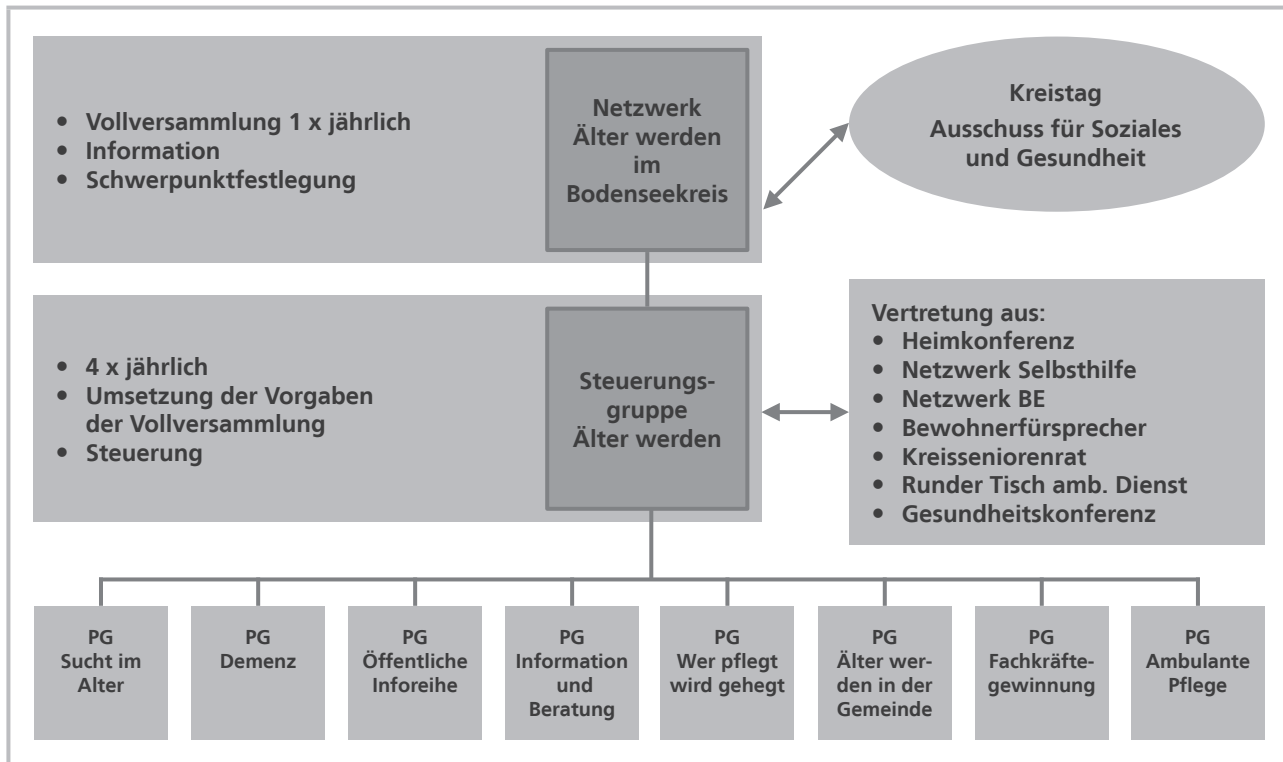 • Vollversammlung 1 x jährlich
• Information
• Schwerpunktfestlegung
Netzwerk
Älter werden
im
Bodenseekreis
Kreistag
Ausschuss für Soziales
und Gesundheit
• 4 x jährlich
• Umsetzung der Vorgaben
der Vollversammlung
• Steuerung
Steuerungs-
gruppe
Älter werden
Vertretung aus:
• Heimkonferenz
• Netzwerk Selbsthilfe
• Netzwerk BE
• Bewohnerfürsprecher
• Kreisseniorenrat
• Runder Tisch amb. Dienst
• Gesundheitskonferenz
PG
Sucht im
Alter
PG
Demenz
PG
Öffentliche
Inforeihe
PG
Information
und
Beratung
PG
Wer pflegt
wird gehegt
PG
Älter wer-
den in der
Gemeinde
PG
Fachkräfte-
gewinnung
PG
Ambulante
Pflege